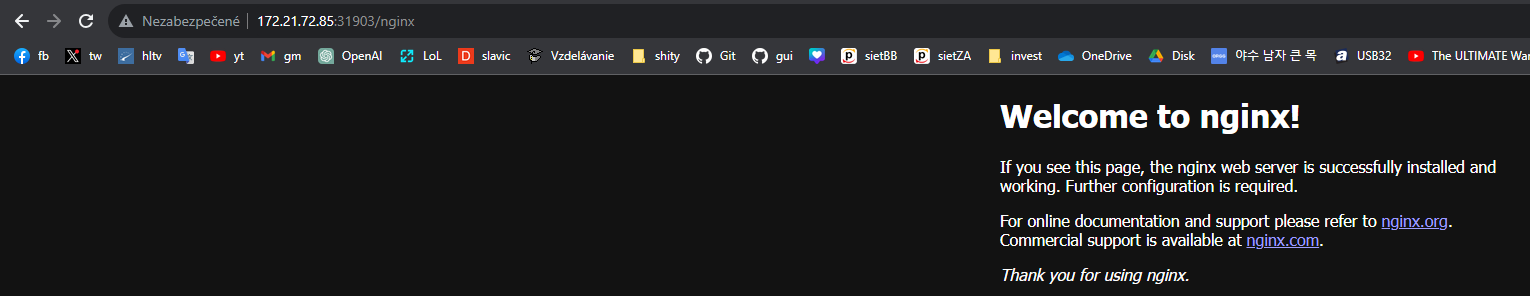 Nezabezpečené 172.21.72.85:31903/nginx
fb tw hltv yt gm OpenAI LoL slavic Vzdelávanie shity Git gui sietBB sietZA invest OneDrive Disk 야수 남자 큰 목 USB32 The ULTIMATE War
Welcome to nginx!
If you see this page, the nginx web server is successfully installed and
working. Further configuration is required.
For online documentation and support please refer to nginx.org.
Commercial support is available at nginx.com.
Thank you for using nginx.